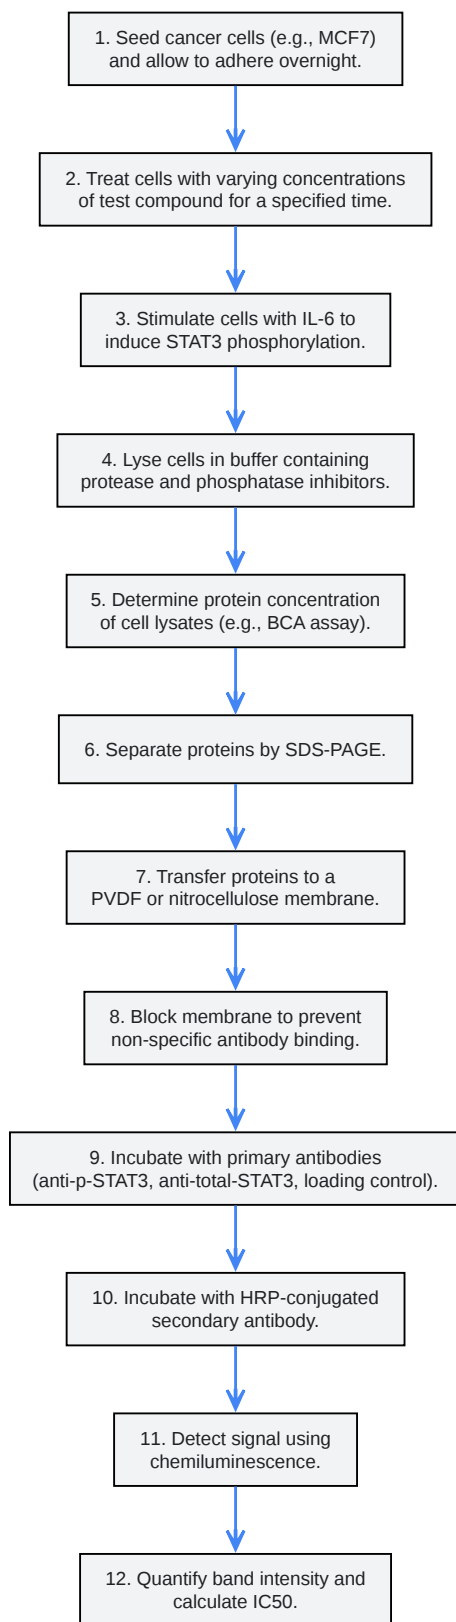 1. Seed cancer cells (e.g., MCF7)
and allow to adhere overnight.
2. Treat cells with varying concentrations
of test compound for a specified time.
3. Stimulate cells with IL-6 to
induce STAT3 phosphorylation.
4. Lyse cells in buffer containing
protease and phosphatase inhibitors.
5. Determine protein concentration
of cell lysates (e.g., BCA assay).
6. Separate proteins by SDS-PAGE.
7. Transfer proteins to a
PVDF or nitrocellulose membrane.
8. Block membrane to prevent
non-specific antibody binding.
9. Incubate with primary antibodies
(anti-p-STAT3, anti-total-STAT3, loading control).
10. Incubate with HRP-conjugated
secondary antibody.
11. Detect signal using
chemiluminescence.
12. Quantify band intensity and
calculate IC50.